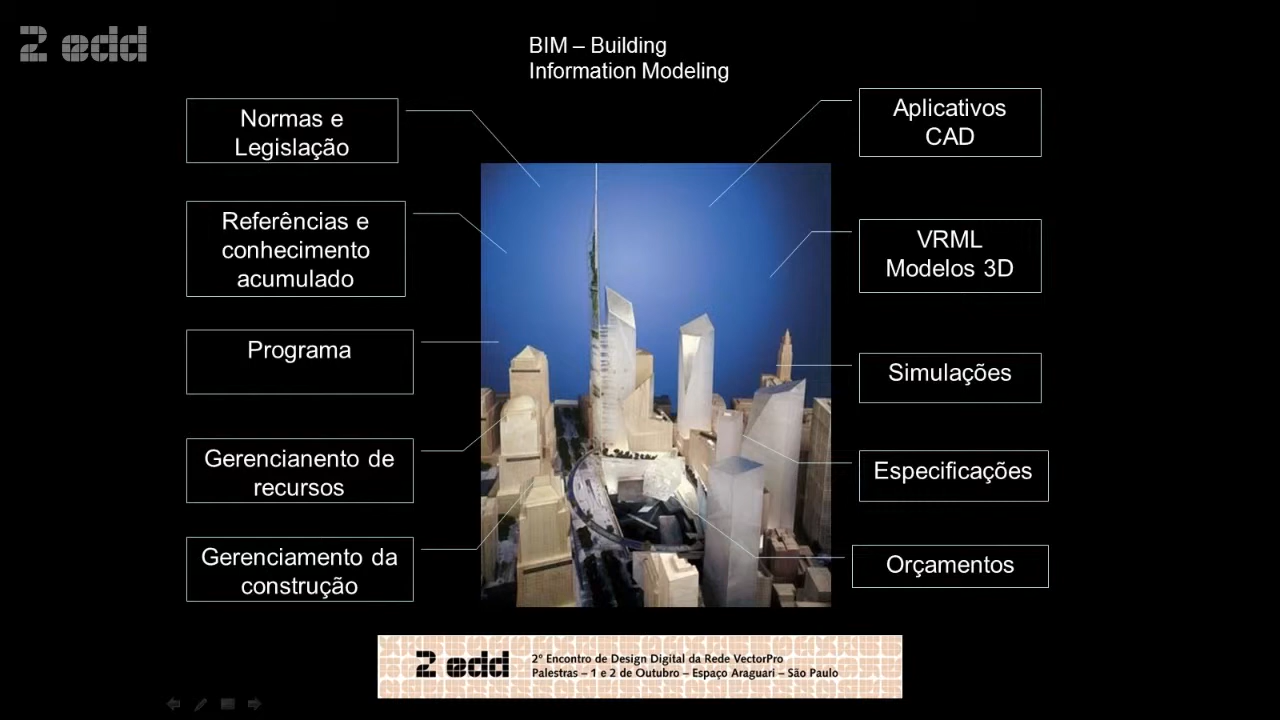 2 edd
BIM – Building
Information Modeling
Normas e
Legislação
Referências e
conhecimento
acumulado
Programa
Gerencianento de
recursos
Gerenciamento da
construção
Aplicativos
CAD
VRML
Modelos 3D
Simulações
Especificações
Orçamentos
2 edd
2º Encontro de Design Digital da Rede VectorPro
Palestras – 1 e 2 de Outubro – Espaço Araguari – São Paulo